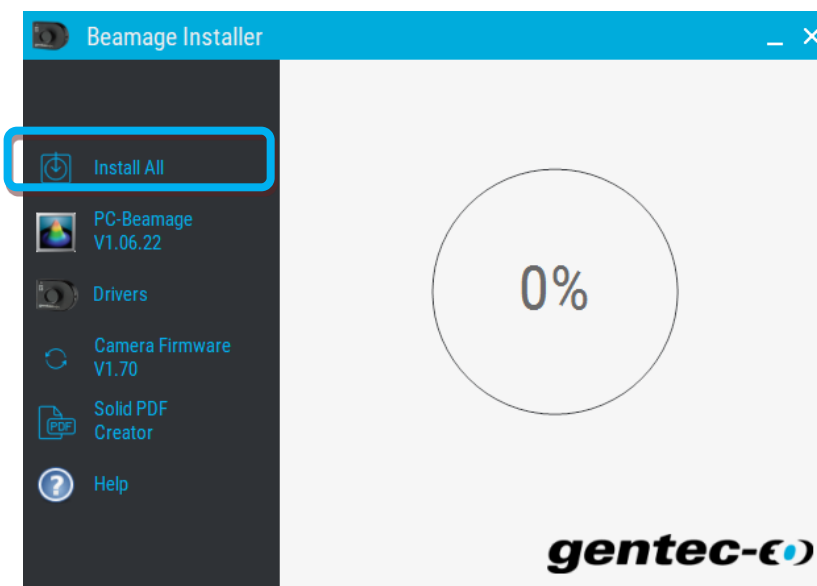 Beamage Installer
Install All
PC-Beamage
V1.06.22
Drivers
Camera Firmware
V1.70
Solid PDF
Creator
PDF
Help
0%
gentec-eo